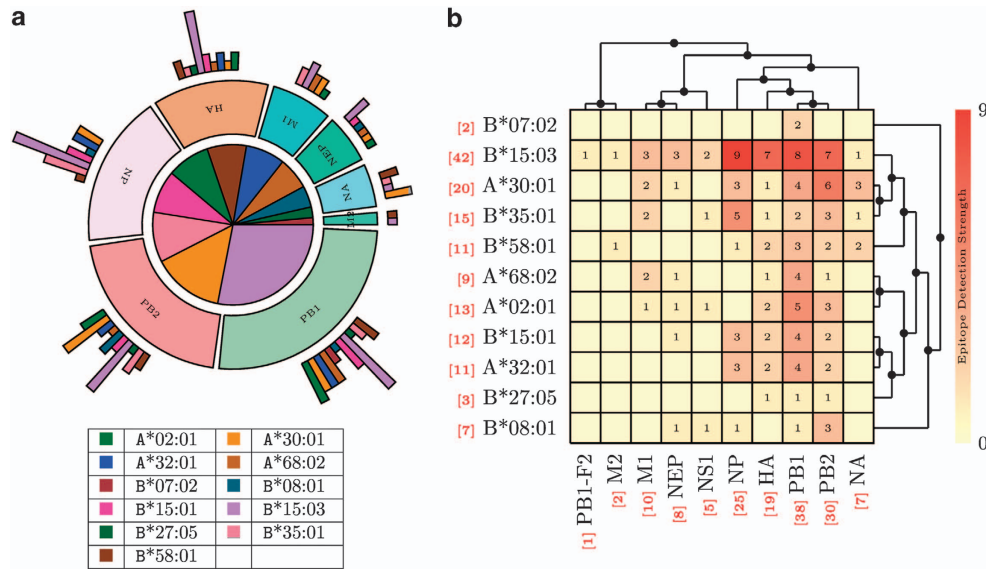 a
HA
M1
NEP
NA
M2
PB1
PB2
NP
A*02:01 A*30:01
A*32:01 A*68:02
B*07:02 B*08:01
B*15:01 B*15:03
B*27:05 B*35:01
B*58:01
b
[2] B*07:02 2
[42] B*15:03 1 1 3 3 2 9 7 8 7 1
[20] A*30:01 2 1 3 1 4 6 3
[15] B*35:01 2 1 5 1 2 3 1
[11] B*58:01 1 1 2 3 2 2
[9] A*68:02 2 1 1 4 1
[13] A*02:01 1 1 1 2 5 3
[12] B*15:01 1 3 2 4 2
[11] A*32:01 3 2 4 2
[3] B*27:05 1 1 1
[7] B*08:01 1 1 1 1 3
[1] PB1-F2
[2] M2
[10] M1
[8] NEP
[5] NS1
[25] NP
[19] HA
[38] PB1
[30] PB2
[7] NA
9
Epitope Detection Strength
0